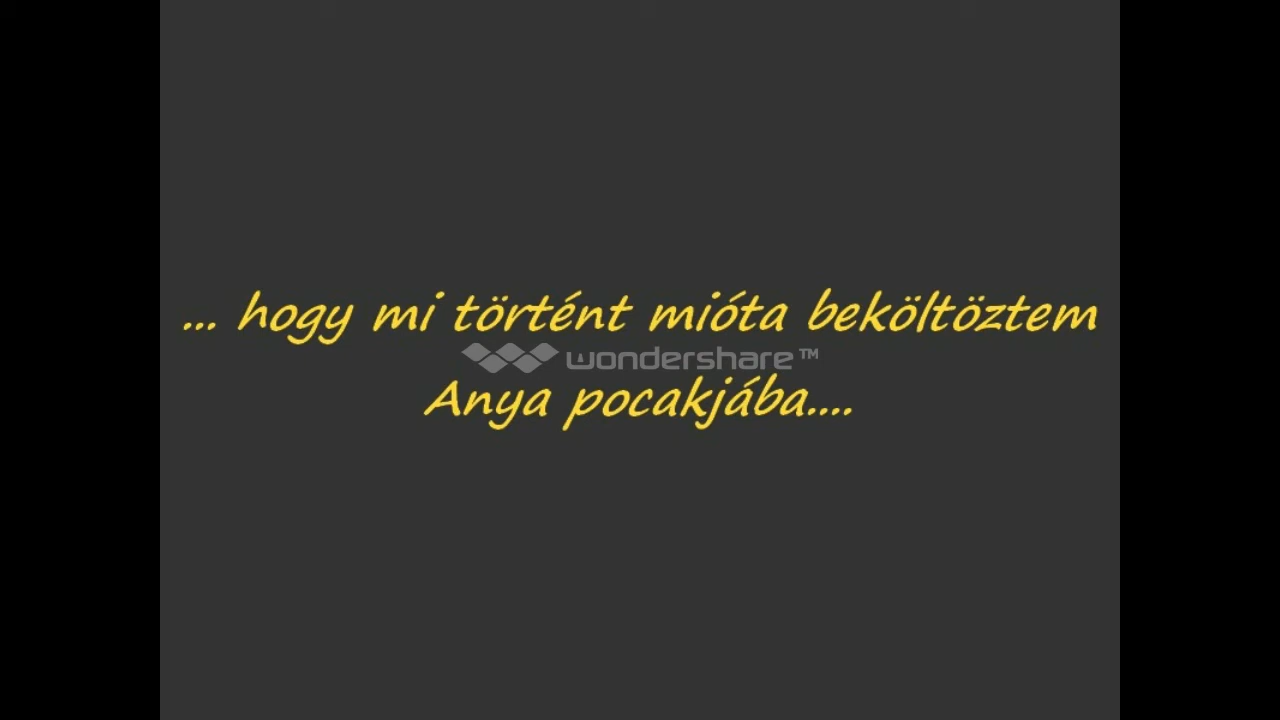 ... hogy mi történt mióta beköltöztem
wondershare™
Anya pocakjába....